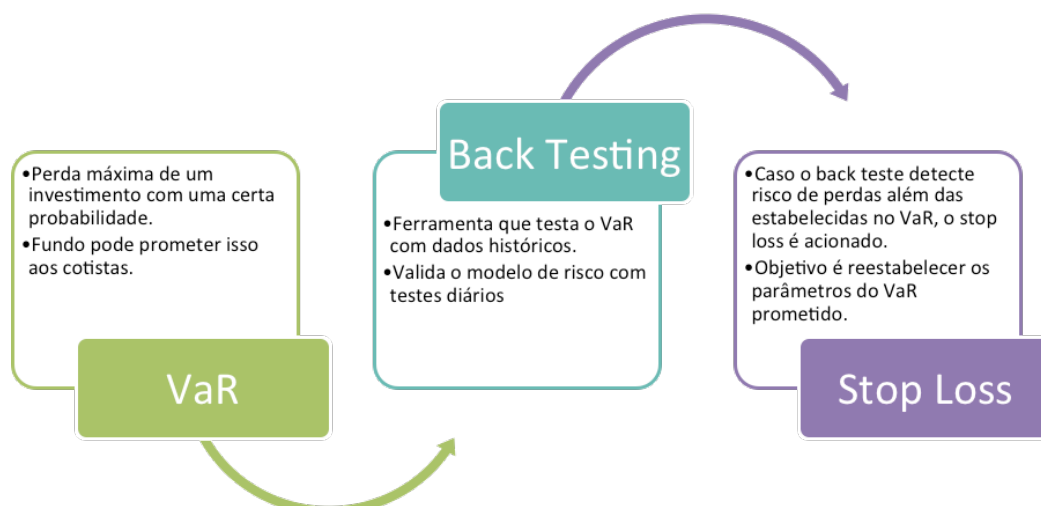 •Perda máxima de um
investimento com uma certa
probabilidade.
•Fundo pode prometer isso
aos cotistas.
VaR
Back Testing
•Ferramenta que testa o VaR
com dados históricos.
•Valida o modelo de risco com
testes diários
•Caso o back teste detecte
risco de perdas além das
estabelecidas no VaR, o stop
loss é acionado.
•Objetivo é reestabelecer os
parâmetros do VaR
prometido.
Stop Loss